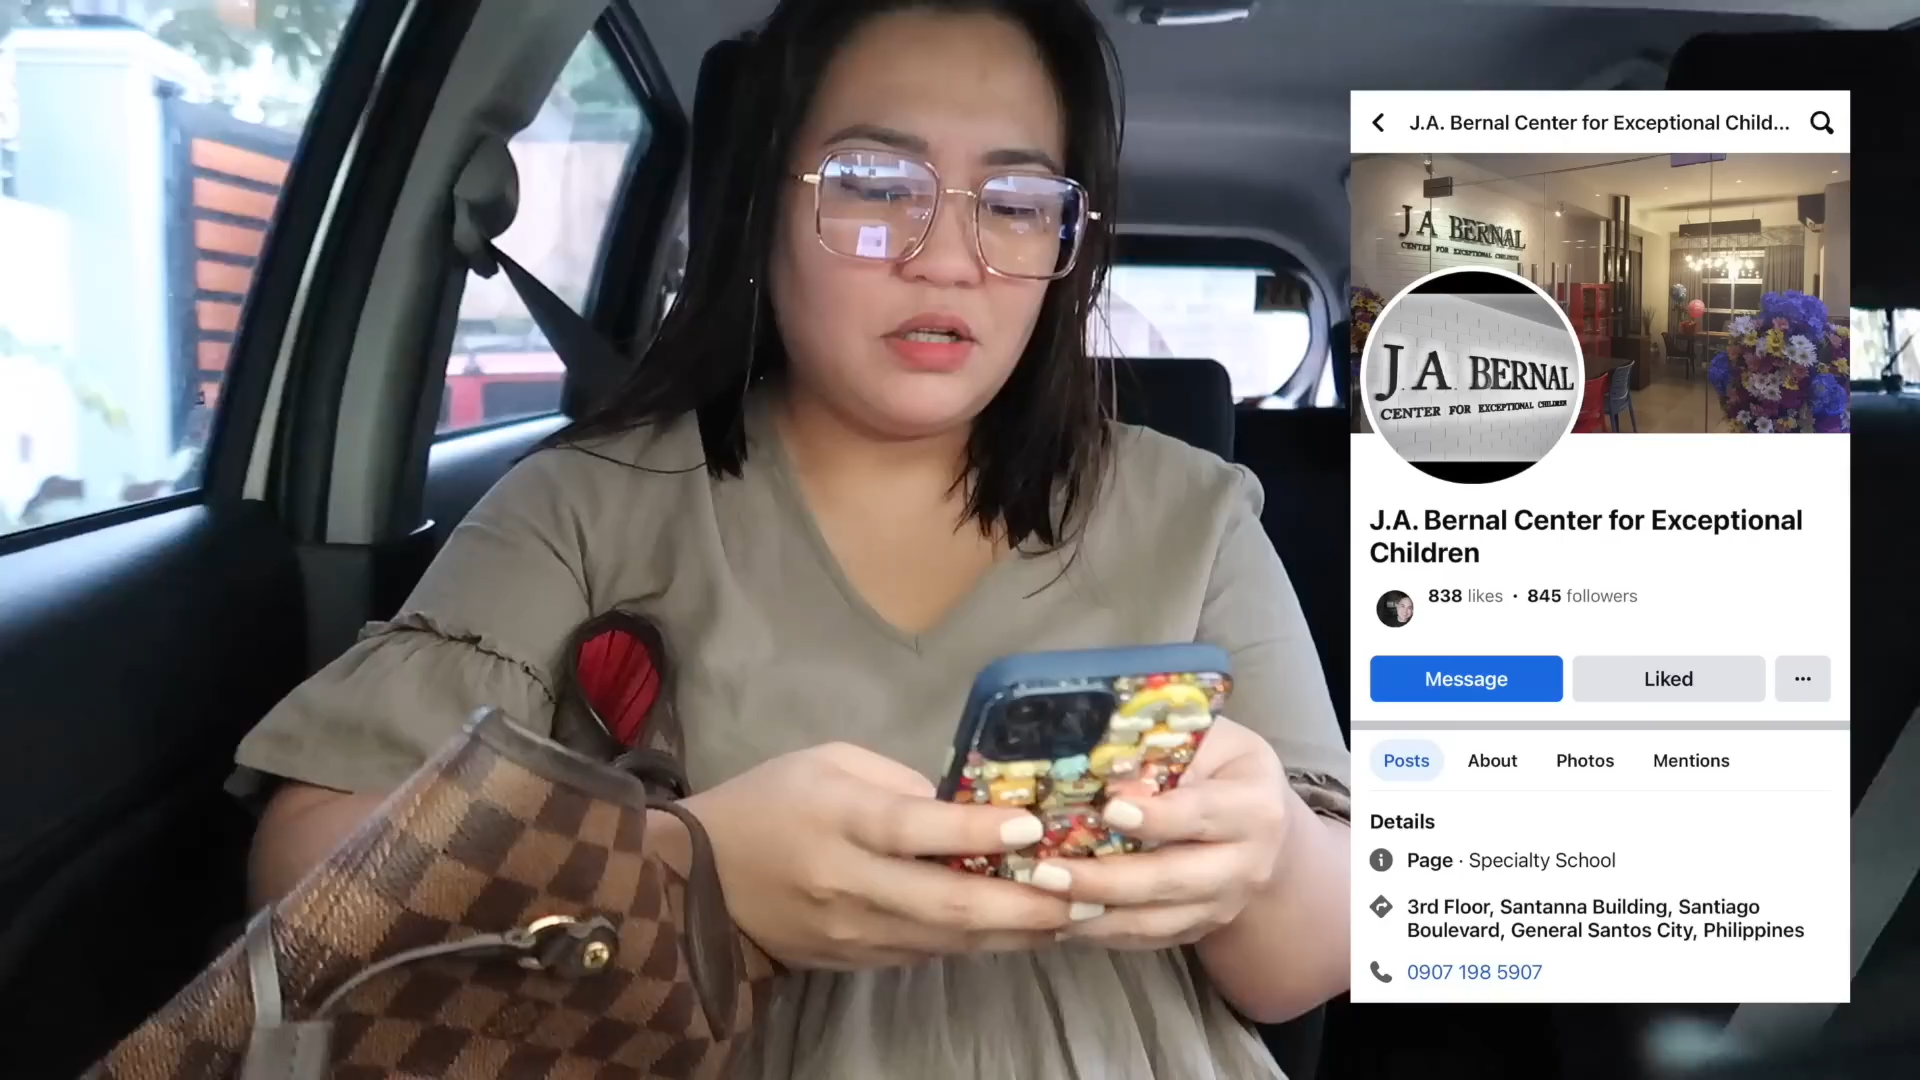 J.A. Bernal Center for Exceptional Child...
J A BERNAL
CENTER FOR EXCEPTIONAL CHILDREN
J.A. BERNAL
CENTER FOR EXCEPTIONAL CHILDREN
J.A. Bernal Center for Exceptional
Children
838 likes • 845 followers
Message
Liked
...
Posts
About
Photos
Mentions
Details
Page · Specialty School
3rd Floor, Santanna Building, Santiago
Boulevard, General Santos City, Philippines
0907 198 5907